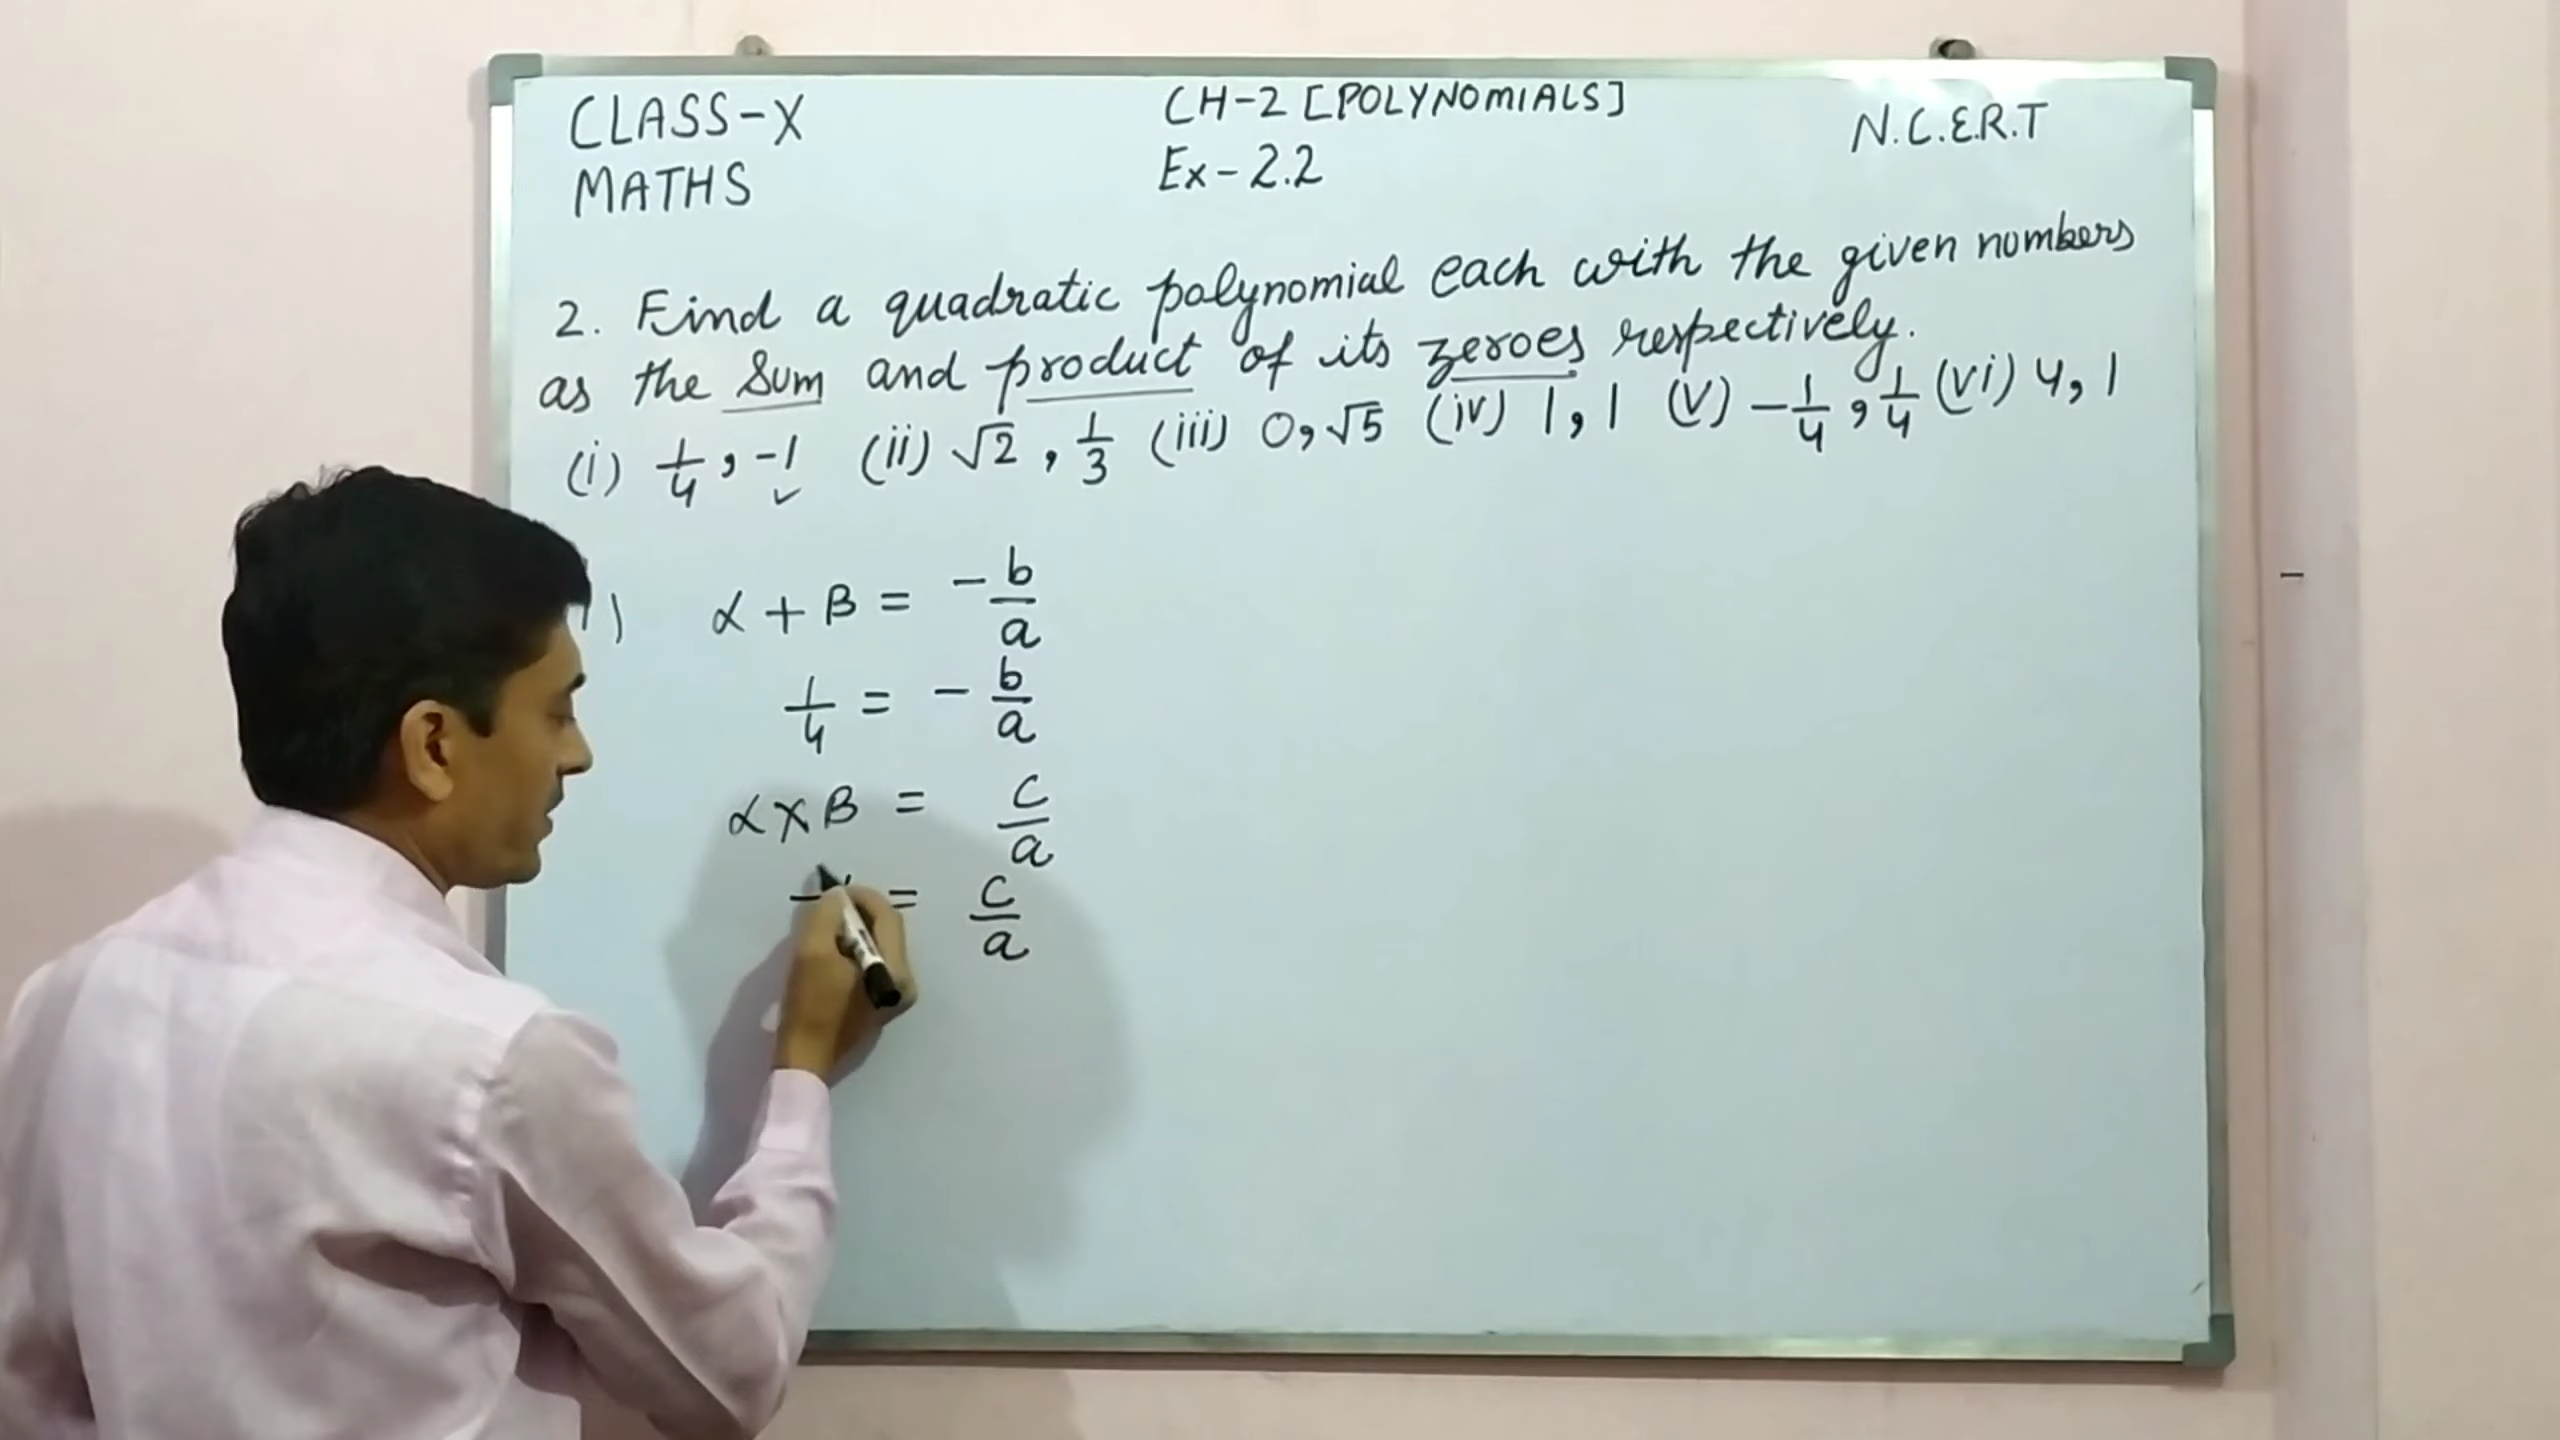 CLASS-X
MATHS
CH-2 [POLYNOMIALS]
Ex-2.2
N.C.E.R.T
2. Find a quadratic polynomial each with the given numbers
as the Sum and product of its zeroes respectively.
(i) 1/4, -1 (ii) √2, 1/3 (iii) 0, √5 (iv) 1, 1 (v) -1/4, 1/4 (vi) 4, 1
α + β = -b/a
1/4 = -b/a
α × β = c/a
= c/a